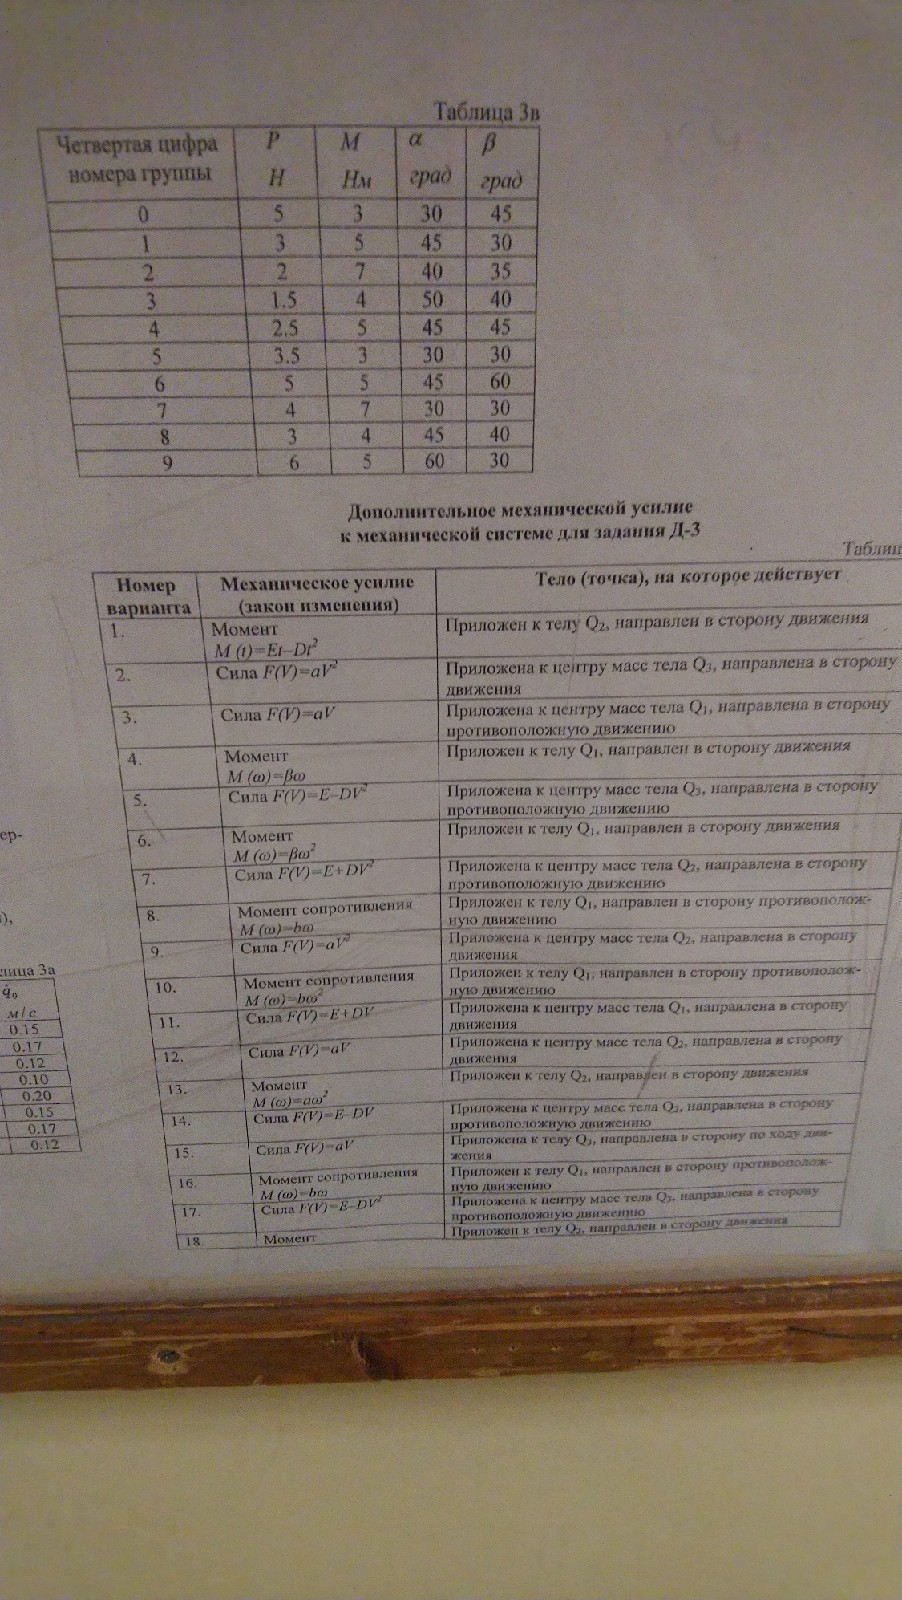 Таблица 3в
Четвертая цифра номера группы P Н M Нм α град β град
0 5 3 30 45
1 3 5 45 30
2 2 7 40 35
3 1.5 4 50 40
4 2.5 5 45 45
5 3.5 3 30 30
6 5 5 45 60
7 4 7 30 30
8 3 4 45 40
9 6 5 60 30
Дополнительное механической усилие
к механической системе для задания Д-3
Таблиц
Номер варианта Механическое усилие (закон изменения) Тело (точка), на которое действует
1. Момент Приложен к телу Q₂, направлен в сторону движения
M (t)=Et–Dt²
2. Сила F(V)=aV² Приложена к центру масс тела Q₃, направлена в сторону
движения
3. Сила F(V)=aV Приложена к центру масс тела Q₁, направлена в сторону
противоположную движению
4. Момент Приложен к телу Q₁, направлен в сторону движения
M (ω)=βω
5. Сила F(V)=E–DV² Приложена к центру масс тела Q₃, направлена в сторону
противоположную движению
6. Момент Приложен к телу Q₁, направлен в сторону движения
M (ω)=βω²
7. Сила F(V)=E+DV² Приложена к центру масс тела Q₂, направлена в сторону
противоположную движению
8. Момент сопротивления Приложен к телу Q₁, направлен в сторону противополож-
M (ω)=bω ную движению
9. Сила F(V)=aV² Приложена к центру масс тела Q₂, направлена в сторону
движения
10. Момент сопротивления Приложен к телу Q₁, направлен в сторону противополож-
M (ω)=bω² ную движению
11. Сила F(V)=E+DV Приложена к центру масс тела Q₁, направлена в сторону
движения
12. Сила F(V)=aV Приложена к центру масс тела Q₂, направлена в сторону
движения
13. Момент Приложен к телу Q₂, направлен в сторону движения
M (ω)=aω²
14. Сила F(V)=E–DV Приложена к центру масс тела направлена в сторону
противоположную движению
15. Сила F(V)=aV Приложена к телу Q₃, направлена в сторону по ходу дви-
жения
16. Момент сопротивления Приложен к телу Q₁, направлен в сторону противополож-
M (ω)=bω ную движению
17. Сила F(V)=E–DV² Приложена к центру масс тела направлена в сторону
противоположную движению
18. Момент Приложен к телу Q₂, направлен в сторону движения
ер-
),
лица 3а
q̇₀
м/с
0.15
0.17
0.12
0.10
0.20
0.15
0.17
0.12